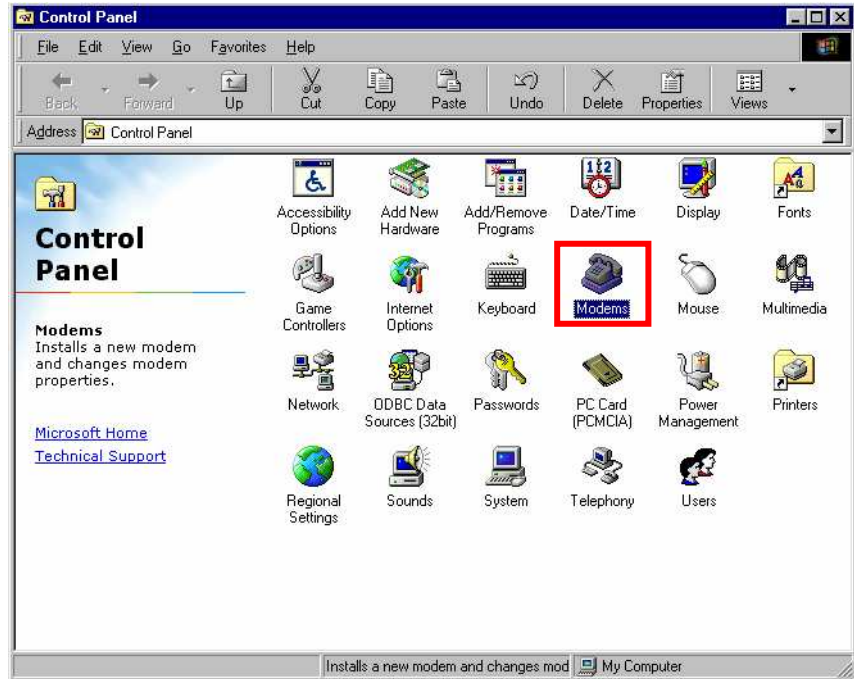 Control Panel
File Edit View Go Favorites Help
Back Forward Up Cut Copy Paste Undo Delete Properties Views
Address Control Panel
Control
Panel
Modems
Installs a new modem
and changes modem
properties.
Microsoft Home
Technical Support
Accessibility
Options
Add New
Hardware
Add/Remove
Programs
Date/Time
Display
Fonts
Game
Controllers
Internet
Options
Keyboard
Modems
Mouse
Multimedia
Network
ODBC Data
Sources (32bit)
Passwords
PC Card
(PCMCIA)
Power
Management
Printers
Regional
Settings
Sounds
System
Telephony
Users
Installs a new modem and changes mod My Computer